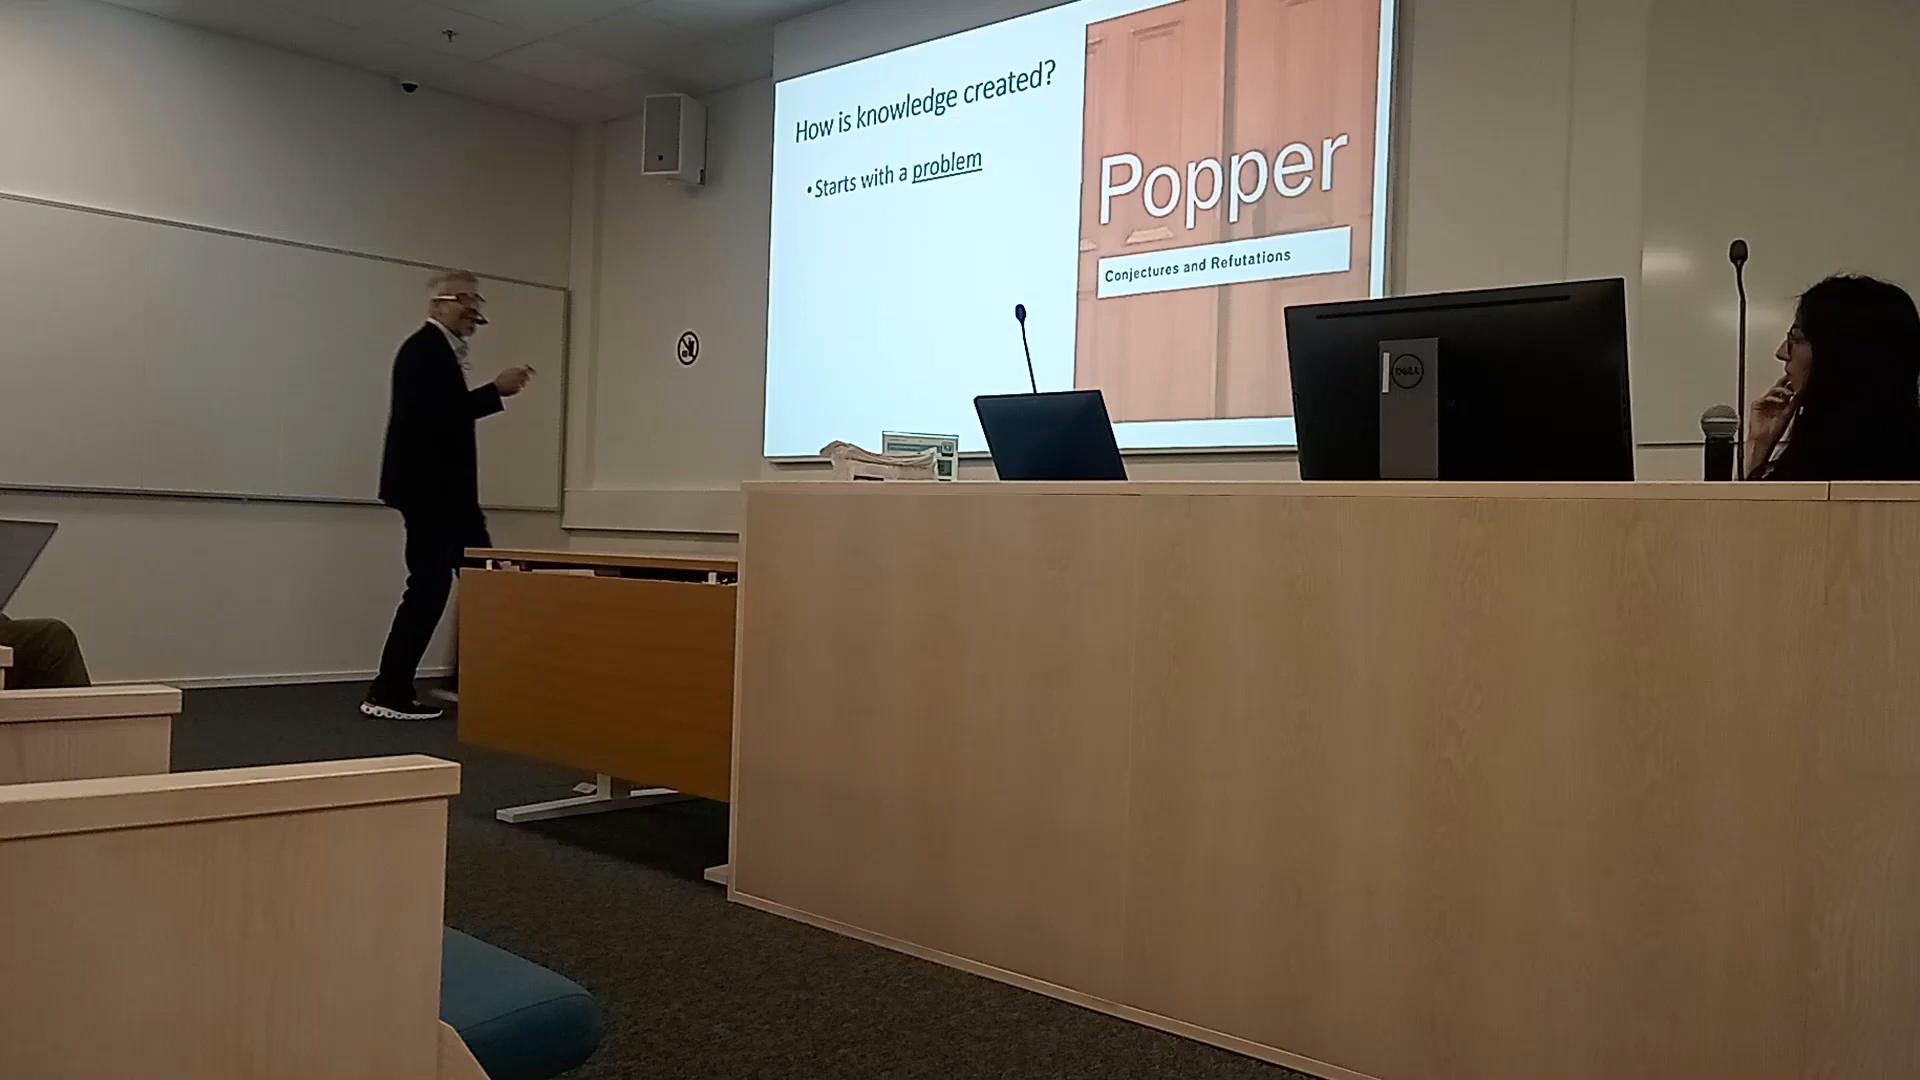 How is knowledge created?
• Starts with a problem
Popper
Conjectures and Refutations
DELL